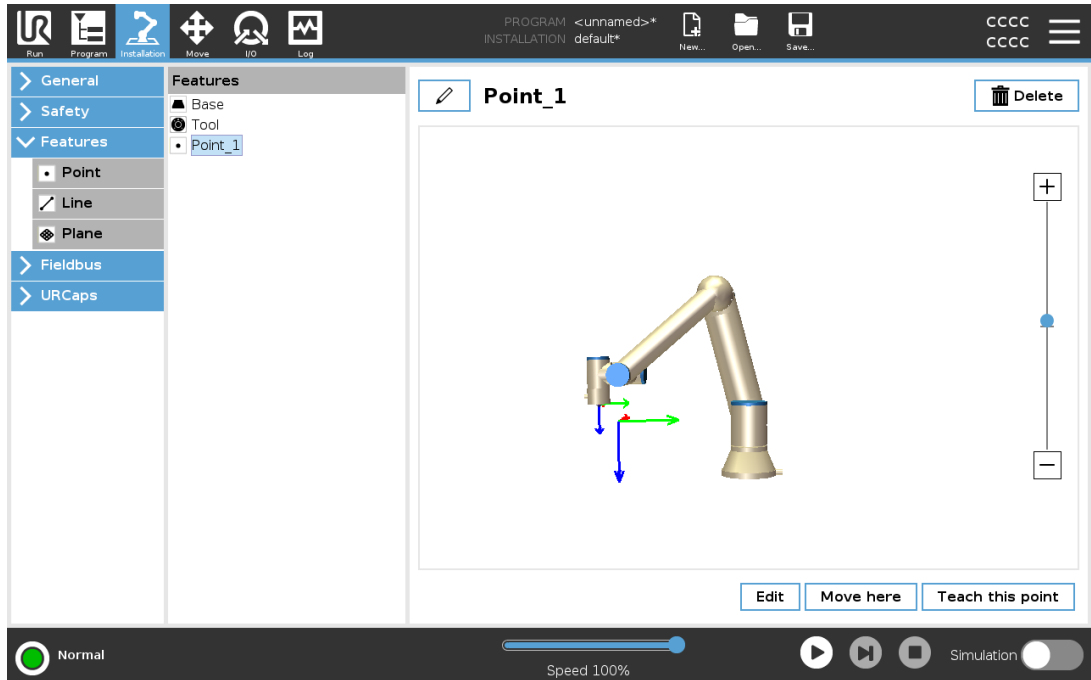 PROGRAM <unnamed>*
INSTALLATION default*
Run Program Installation Move I/O Log
New... Open... Save...
CCCC
CCCC
General
Safety
Features
Point
Line
Plane
Fieldbus
URCaps
Features
Base
Tool
Point_1
Point_1
Delete
Edit Move here Teach this point
Normal
Speed 100%
Simulation